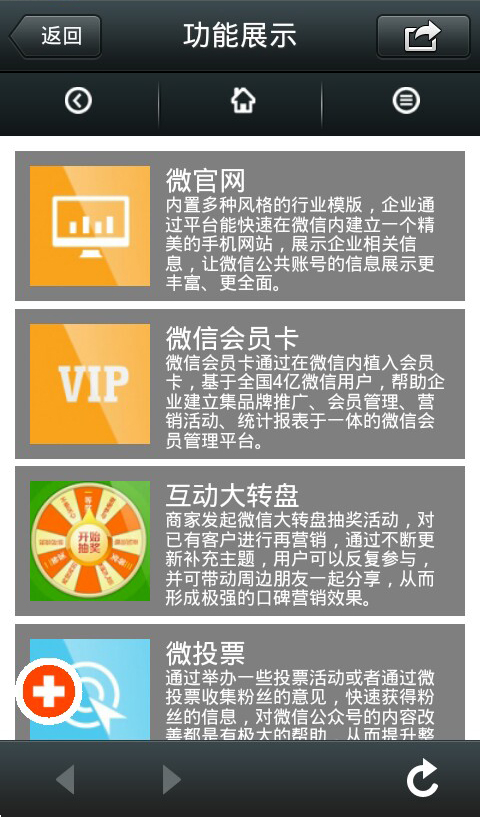 返回
功能展示
微官网
内置多种风格的行业模版，企业通
过平台能快速在微信内建立一个精
美的手机网站，展示企业相关信
息，让微信公共账号的信息展示更
丰富、更全面。
微信会员卡
VIP
微信会员卡通过在微信内植入会员
卡，基于全国4亿微信用户，帮助企
业建立集品牌推广、会员管理、营
销活动、统计报表于一体的微信会
员管理平台。
互动大转盘
开始
抽奖
商家发起微信大转盘抽奖活动，对
已有客户进行再营销，通过不断更
新补充主题，用户可以反复参与，
并可带动周边朋友一起分享，从而
形成极强的口碑营销效果。
微投票
通过举办一些投票活动或者通过微
投票收集粉丝的意见，快速获得粉
丝的信息，对微信公众号的内容改
善都是有极大的帮助，从而提升整